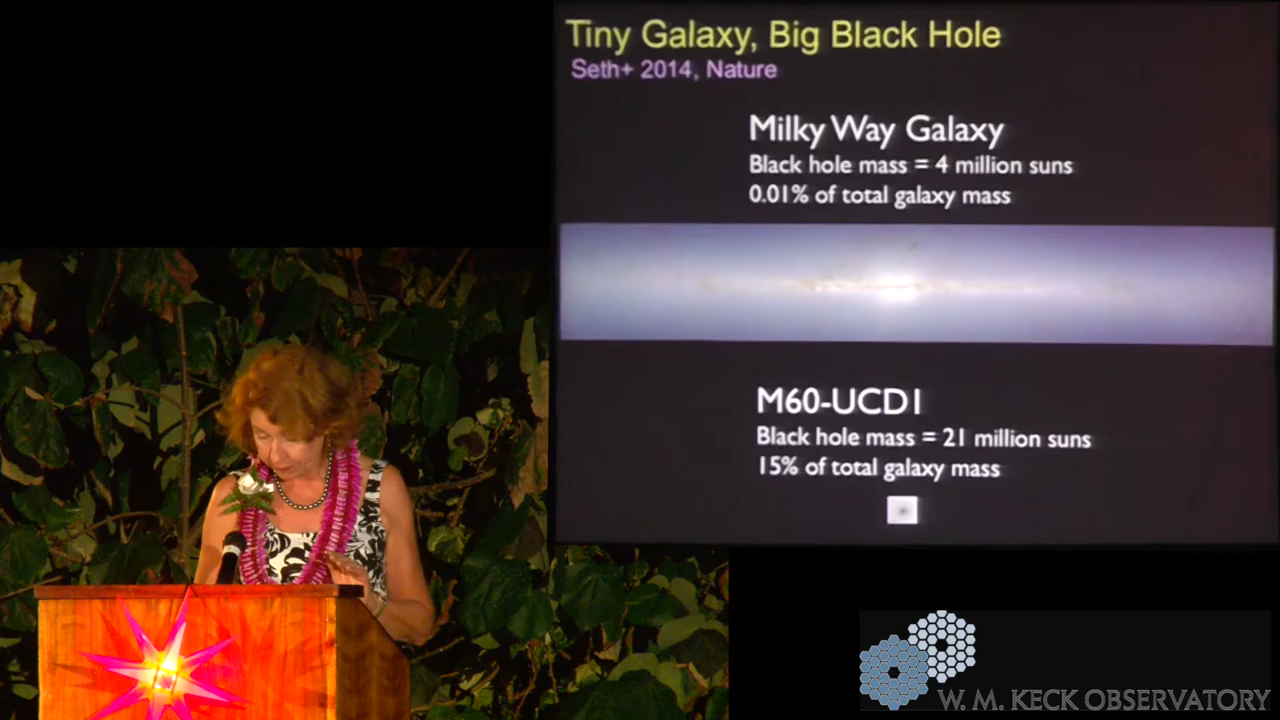 Tiny Galaxy, Big Black Hole
Seth+ 2014, Nature
Milky Way Galaxy
Black hole mass = 4 million suns
0.01% of total galaxy mass
M60-UCD1
Black hole mass = 21 million suns
15% of total galaxy mass
W. M. KECK OBSERVATORY